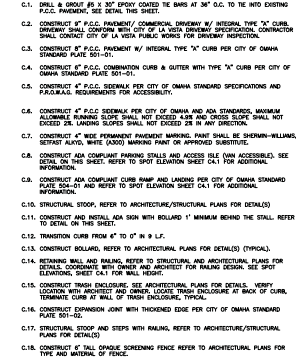 C.1. DRILL & GROUT #5 X 30" EPOXY COATED TIE BARS AT 36" O.C. TO TIE INTO EXISTING
P.C.C. PAVEMENT, SEE DETAIL THIS SHEET.
C.2. CONSTRUCT 9" P.C.C. PAVEMENT/ COMMERCIAL DRIVEWAY W/ INTEGRAL TYPE "A" CURB.
DRIVEWAY SHALL CONFORM WITH CITY OF LA VISTA DRIVEWAY SPECIFICATION. CONTRACTOR
SHALL CONTACT CITY OF LA VISTA PUBLIC WORKS FOR DRIVEWAY INSPECTION.
C.3. CONSTRUCT 8" P.C.C. PAVEMENT W/ INTEGRAL TYPE "A" CURB PER CITY OF OMAHA
STANDARD PLATE 501-01.
C.4. CONSTRUCT 6" P.C.C. COMBINATION CURB & GUTTER WITH TYPE "A" CURB PER CITY OF
OMAHA STANDARD PLATE 501-01.
C.5. CONSTRUCT 4" P.C.C. SIDEWALK PER CITY OF OMAHA STANDARD SPECIFICATIONS AND
P.R.O.W.A.G. REQUIREMENTS FOR ACCESSIBILITY.
C.6. CONSTRUCT 4" P.C.C. SIDEWALK PER CITY OF OMAHA AND ADA STANDARDS, MAXIMUM
ALLOWABLE RUNNING SLOPE SHALL NOT EXCEED 4.9% AND CROSS SLOPE SHALL NOT
EXCEED 2%. LANDING SLOPES SHALL NOT EXCEED 2% IN ANY DIRECTION.
C.7. CONSTRUCT 4" WIDE PERMANENT PAVEMENT MARKING. PAINT SHALL BE SHERMIN-WILLIAMS,
SETFAST ALKYD, WHITE (A300) MARKING PAINT OR APPROVED SUBSTITUTE.
C.8. CONSTRUCT ADA COMPLIANT PARKING STALLS AND ACCESS ISLE (VAN ACCESSIBLE). SEE
DETAIL ON THIS SHEET. REFER TO SPOT ELEVATION SHEET C4.1 FOR ADDITIONAL
INFORMATION.
C.9. CONSTRUCT ADA COMPLIANT CURB RAMP AND LANDING PER CITY OF OMAHA STANDARD
PLATE 504-01 AND REFER TO SPOT ELEVATION SHEET C4.1 FOR ADDITIONAL
INFORMATION.
C.10. STRUCTURAL STOOP, REFER TO ARCHITECTURE/STRUCTURAL PLANS FOR DETAIL(S)
C.11. CONSTRUCT AND INSTALL ADA SIGN WITH BOLLARD 1' MINIMUM BEHIND THE STALL. REFER
TO DETAIL ON THIS SHEET.
C.12. TRANSITION CURB FROM 6" TO 0" IN 9 L.F.
C.13. CONSTRUCT BOLLARD, REFER TO ARCHITECTURAL PLANS FOR DETAIL(S) (TYPICAL).
C.14. RETAINING WALL AND RAILING, REFER TO STRUCTURAL AND ARCHITECTURAL PLANS FOR
DETAILS. COORDINATE WITH OWNER AND ARCHITECT FOR RAILING DESIGN. SEE SPOT
ELEVATIONS, SHEET C4.1 FOR WALL HEIGHT.
C.15. CONSTRUCT TRASH ENCLOSURE. SEE ARCHITECTURAL PLANS FOR DETAILS. VERIFY
LOCATION WITH ARCHITECT AND OWNER. LOCATE TRASH ENCLOSURE AT BACK OF CURB,
TERMINATE CURB AT WALL OF TRASH ENCLOSURE, TYPICAL.
C.16. CONSTRUCT EXPANSION JOINT WITH THICKENED EDGE PER CITY OF OMAHA STANDARD
PLATE 501-02.
C.17. STRUCTURAL STOOP AND STEPS WITH RAILING, REFER TO ARCHITECTURE/STRUCTURAL
PLANS FOR DETAIL(S)
C.18. CONSTRUCT 6' TALL OPAQUE SCREENING FENCE REFER TO ARCHITECTURAL PLANS FOR
TYPE AND MATERIAL OF FENCE.